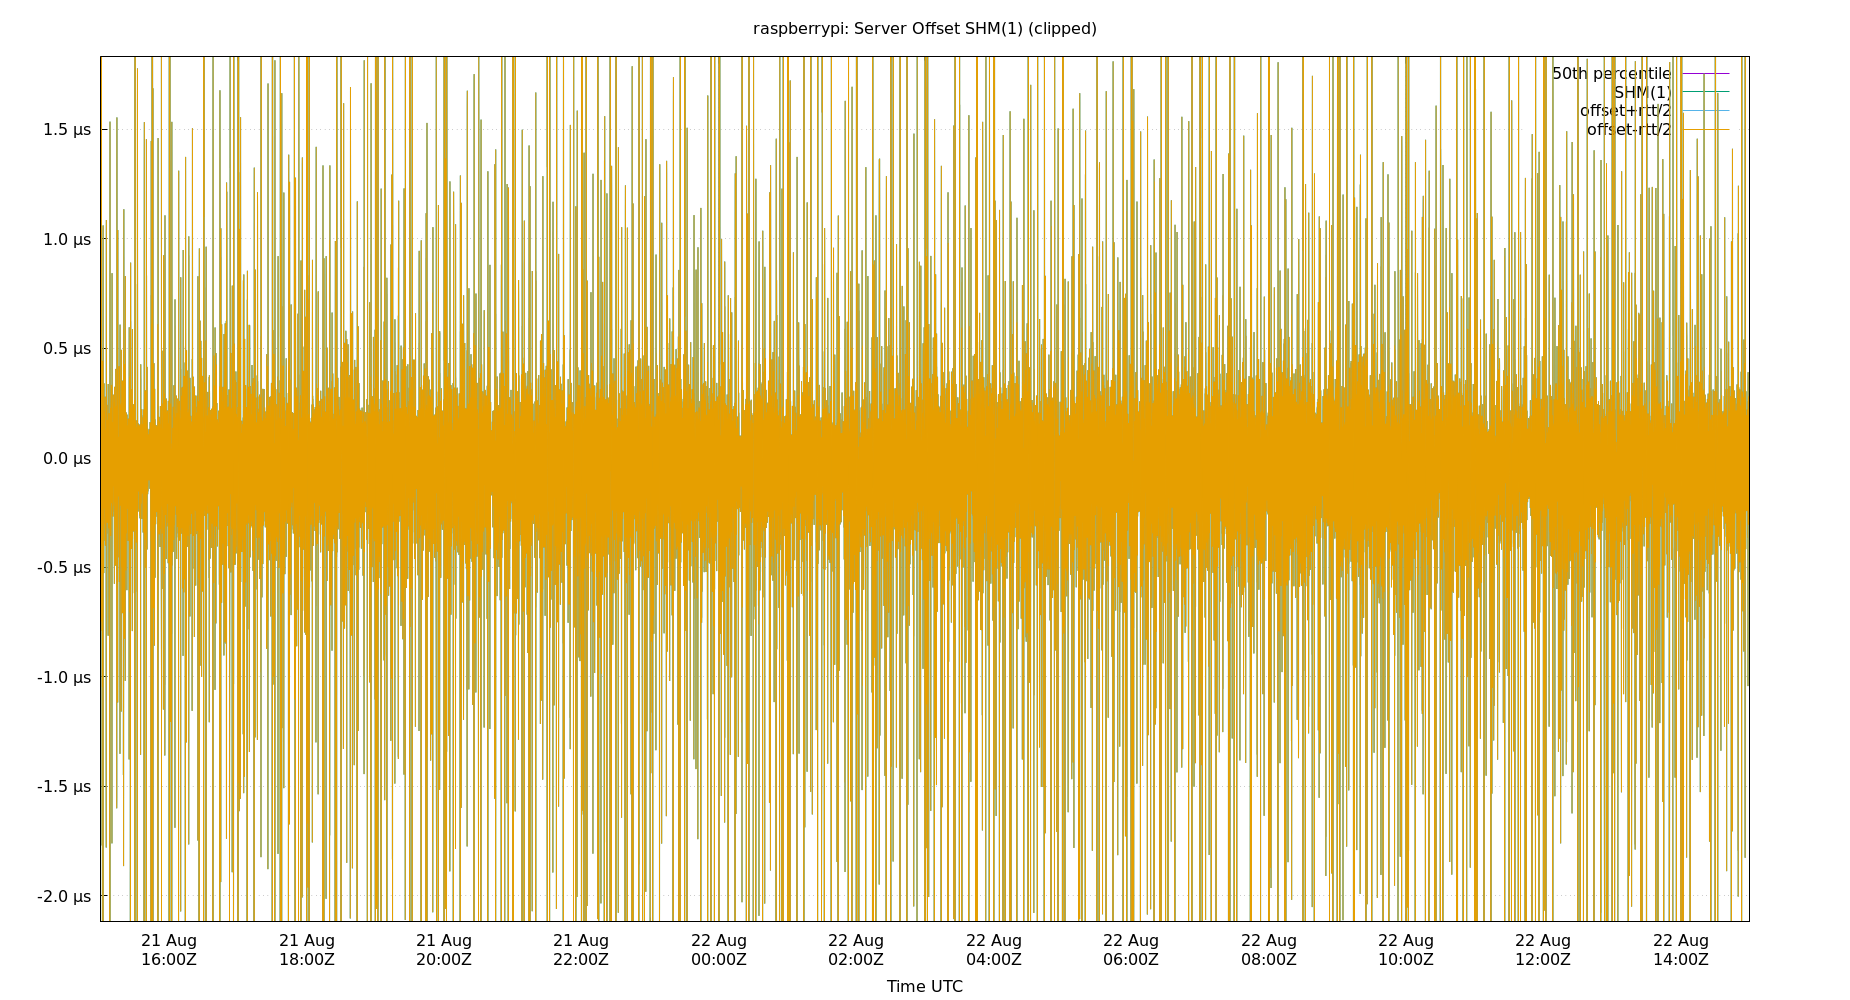 raspberrypi: Server Offset SHM(1) (clipped)
50th percentile
SHM(1)
offset+rtt/2
offset-rtt/2
1.5 µs
1.0 µs
0.5 µs
0.0 µs
-0.5 µs
-1.0 µs
-1.5 µs
-2.0 µs
21 Aug 21 Aug 21 Aug 21 Aug 22 Aug 22 Aug 22 Aug 22 Aug 22 Aug 22 Aug 22 Aug 22 Aug
16:00Z 18:00Z 20:00Z 22:00Z 00:00Z 02:00Z 04:00Z 06:00Z 08:00Z 10:00Z 12:00Z 14:00Z
Time UTC